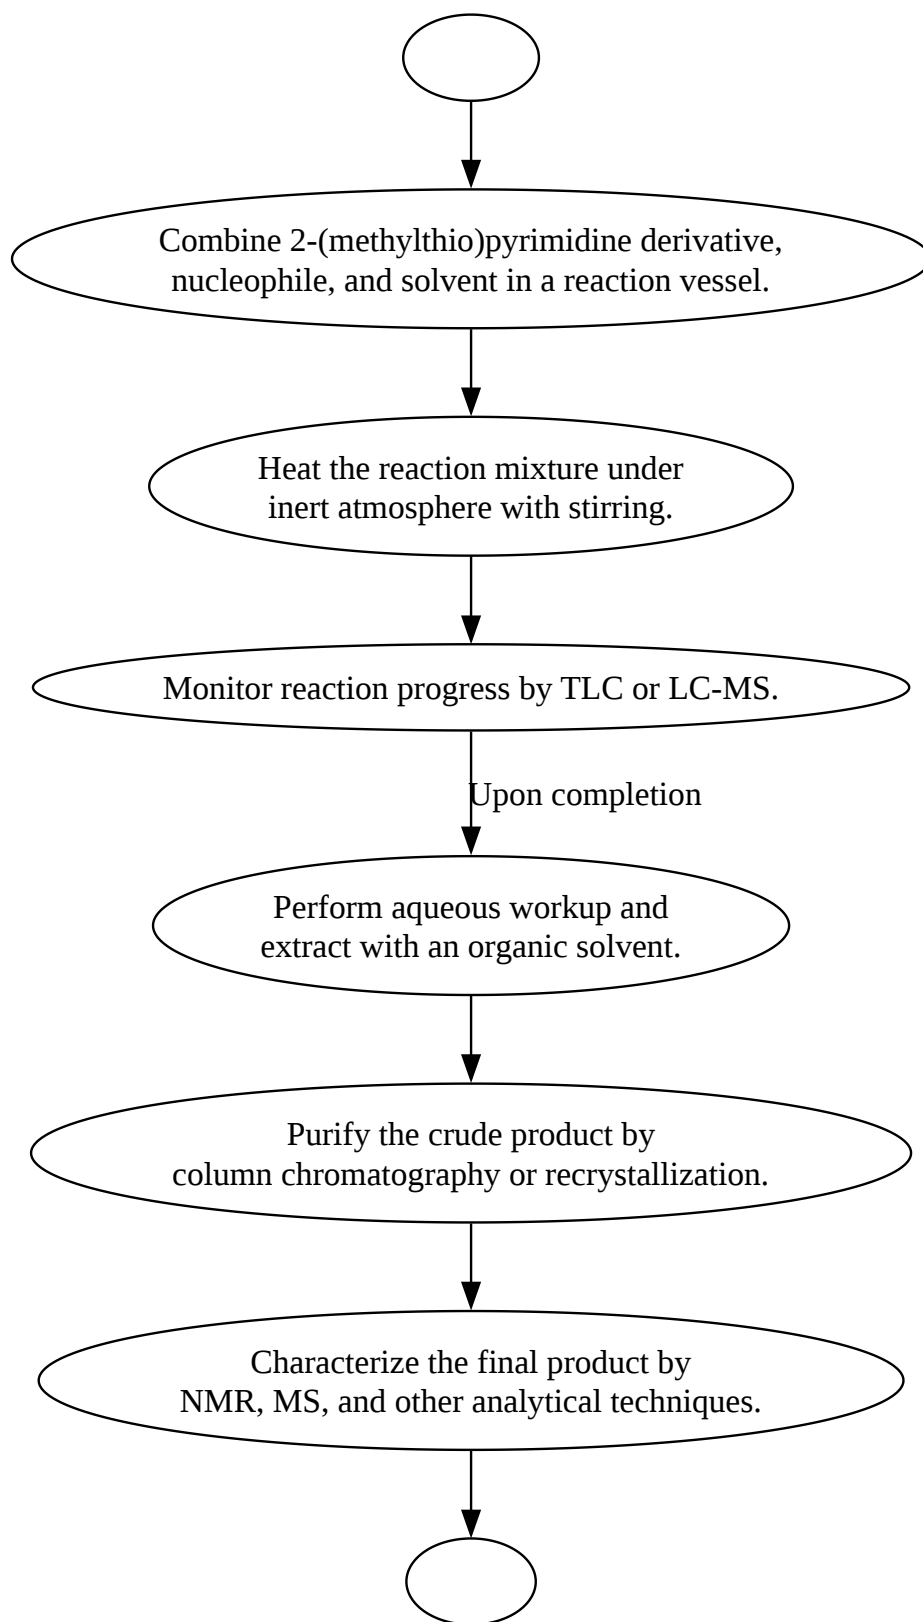 Combine 2-(methylthio)pyrimidine derivative,
nucleophile, and solvent in a reaction vessel.
Heat the reaction mixture under
inert atmosphere with stirring.
Monitor reaction progress by TLC or LC-MS.
Upon completion
Perform aqueous workup and
extract with an organic solvent.
Purify the crude product by
column chromatography or recrystallization.
Characterize the final product by
NMR, MS, and other analytical techniques.